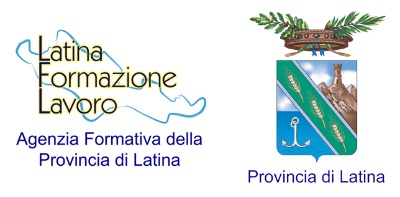 Latina
Formazione
Lavoro
Agenzia Formativa della
Provincia di Latina
Provincia di Latina